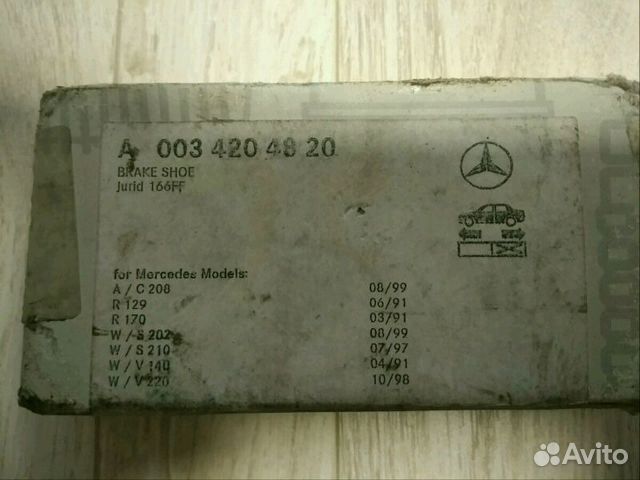 A 003 420 48 20
BRAKE SHOE
Jurid 166FF
for Mercedes Models:
A / C 208 08/99
R 129 06/91
R 170 03/91
W / S 202 08/99
W / S 210 07/97
W / V 140 04/91
W / V 220 10/98
Avito